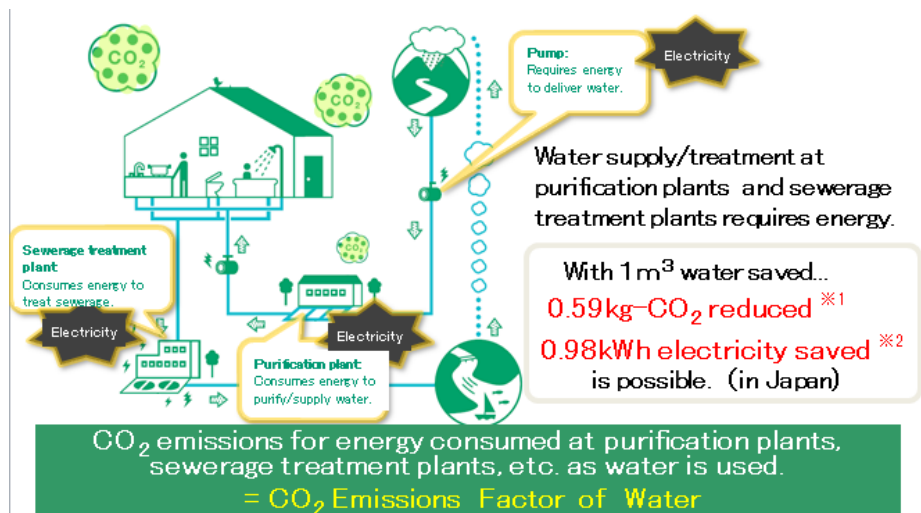 CO2
CO2
Pump:
Requires energy
to deliver water.
Electricity
Water supply/treatment at
purification plants and sewerage
treatment plants requires energy.
Sewerage treatment
plant:
Consumes energy to
treat sewerage.
Electricity
CO2
Electricity
Purification plant:
Consumes energy to
purify/supply water.
With 1m³ water saved...
0.59kg-CO₂ reduced ※1
0.98kWh electricity saved ※2
is possible. (in Japan)
CO₂ emissions for energy consumed at purification plants,
sewerage treatment plants, etc. as water is used.
= CO₂ Emissions Factor of Water